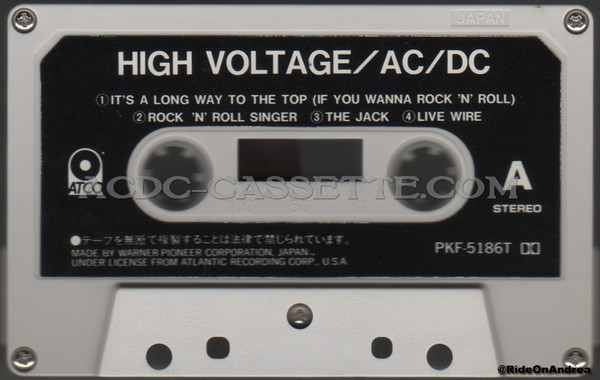 JAPAN
HIGH VOLTAGE/AC/DC
①IT'S A LONG WAY TO THE TOP (IF YOU WANNA ROCK 'N' ROLL)
②ROCK 'N' ROLL SINGER ③THE JACK ④LIVE WIRE
ATCO
ACDC-CASSETTE.COM
A
STEREO
100 50 0
●テープを無断で複製することは法律で禁じられています。
MADE BY WARNER PIONEER CORPORATION, JAPAN.
UNDER LICENSE FROM ATLANTIC RECORDING CORP., U.S.A.
PKF-5186T
@RideOnAndrea